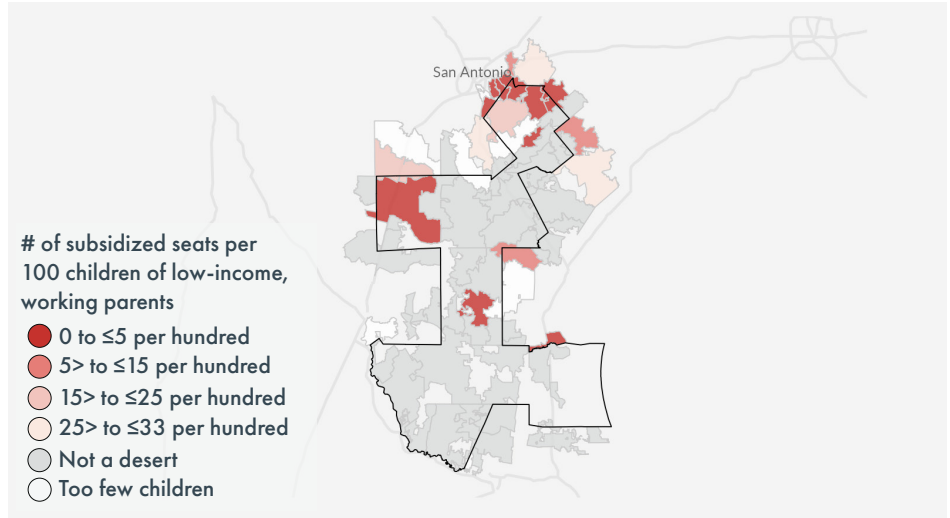 San Antonio
# of subsidized seats per
100 children of low-income,
working parents
0 to ≤5 per hundred
5> to ≤15 per hundred
15> to ≤25 per hundred
25> to ≤33 per hundred
Not a desert
Too few children